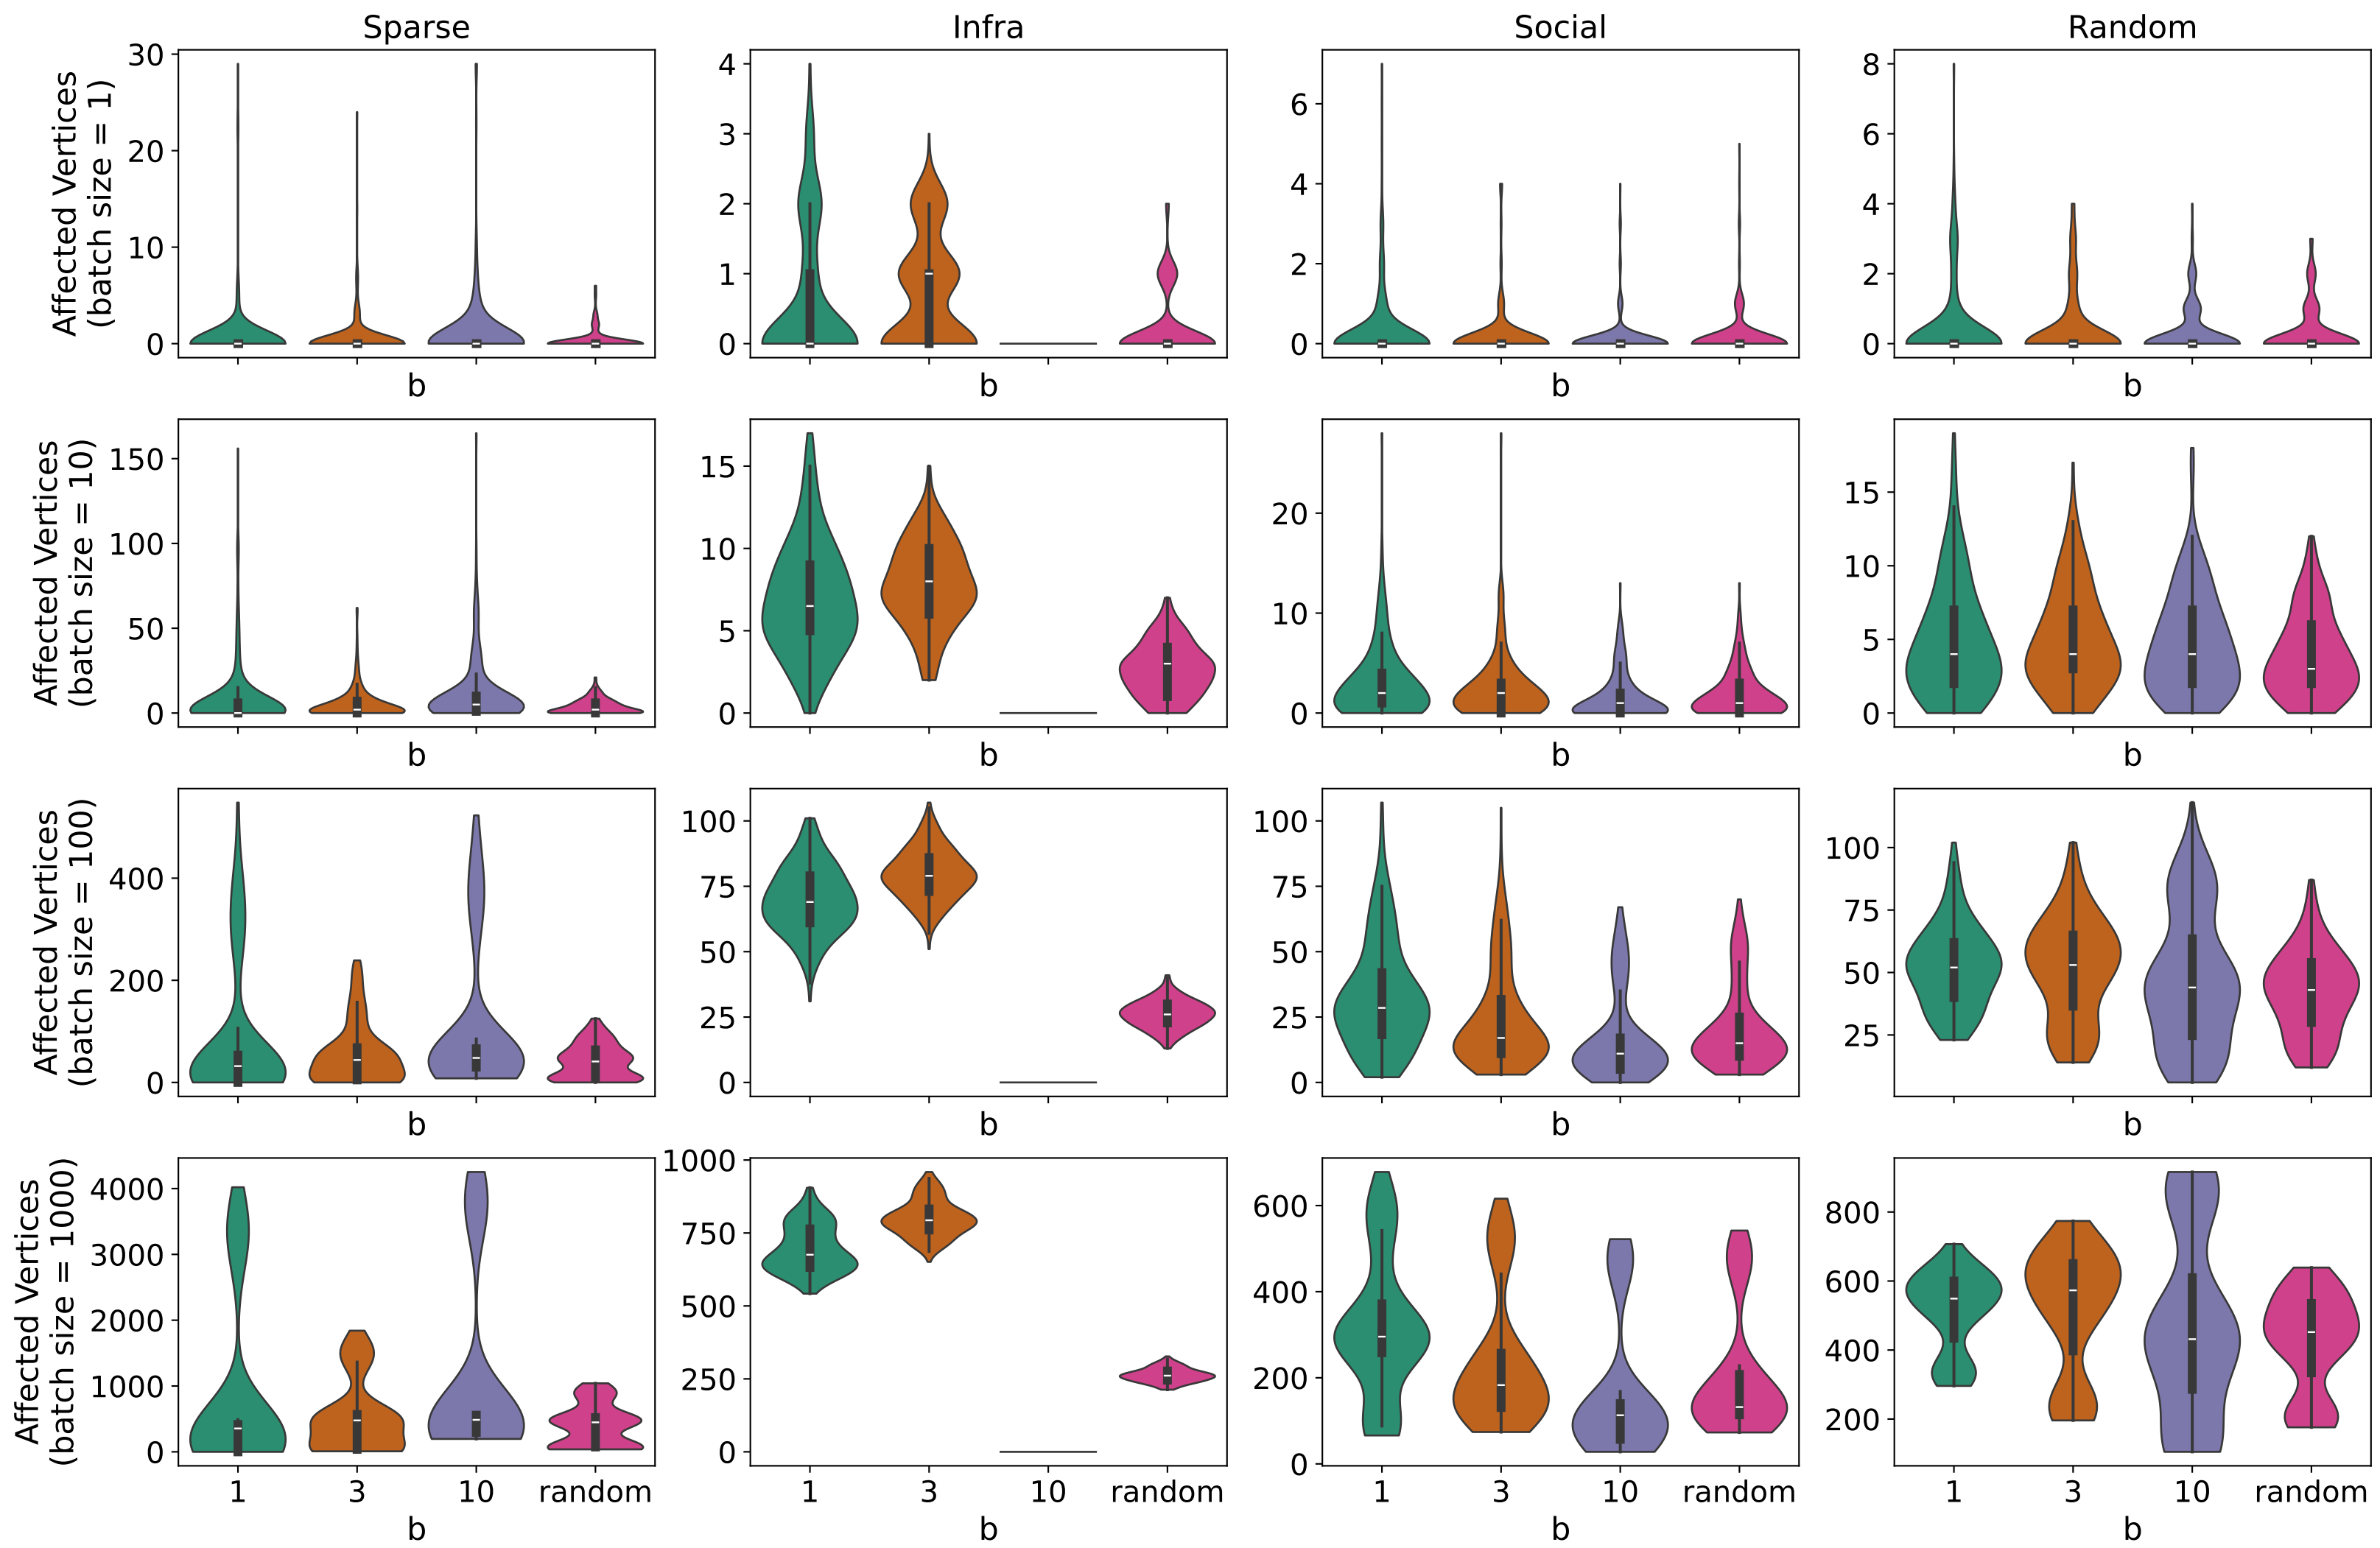 Sparse
Infra
Social
Random
Affected Vertices
(batch size = 1)
30
20
10
0
b
4
3
2
1
0
b
6
4
2
0
b
8
6
4
2
0
b
Affected Vertices
(batch size = 10)
150
100
50
0
b
15
10
5
0
b
20
10
0
b
15
10
5
0
b
Affected Vertices
(batch size = 100)
400
200
0
b
100
75
50
25
0
b
100
75
50
25
0
b
100
75
50
25
b
Affected Vertices
(batch size = 1000)
4000
3000
2000
1000
0
1 3 10 random
b
1000
750
500
250
0
1 3 10 random
b
600
400
200
0
1 3 10 random
b
800
600
400
200
1 3 10 random
b